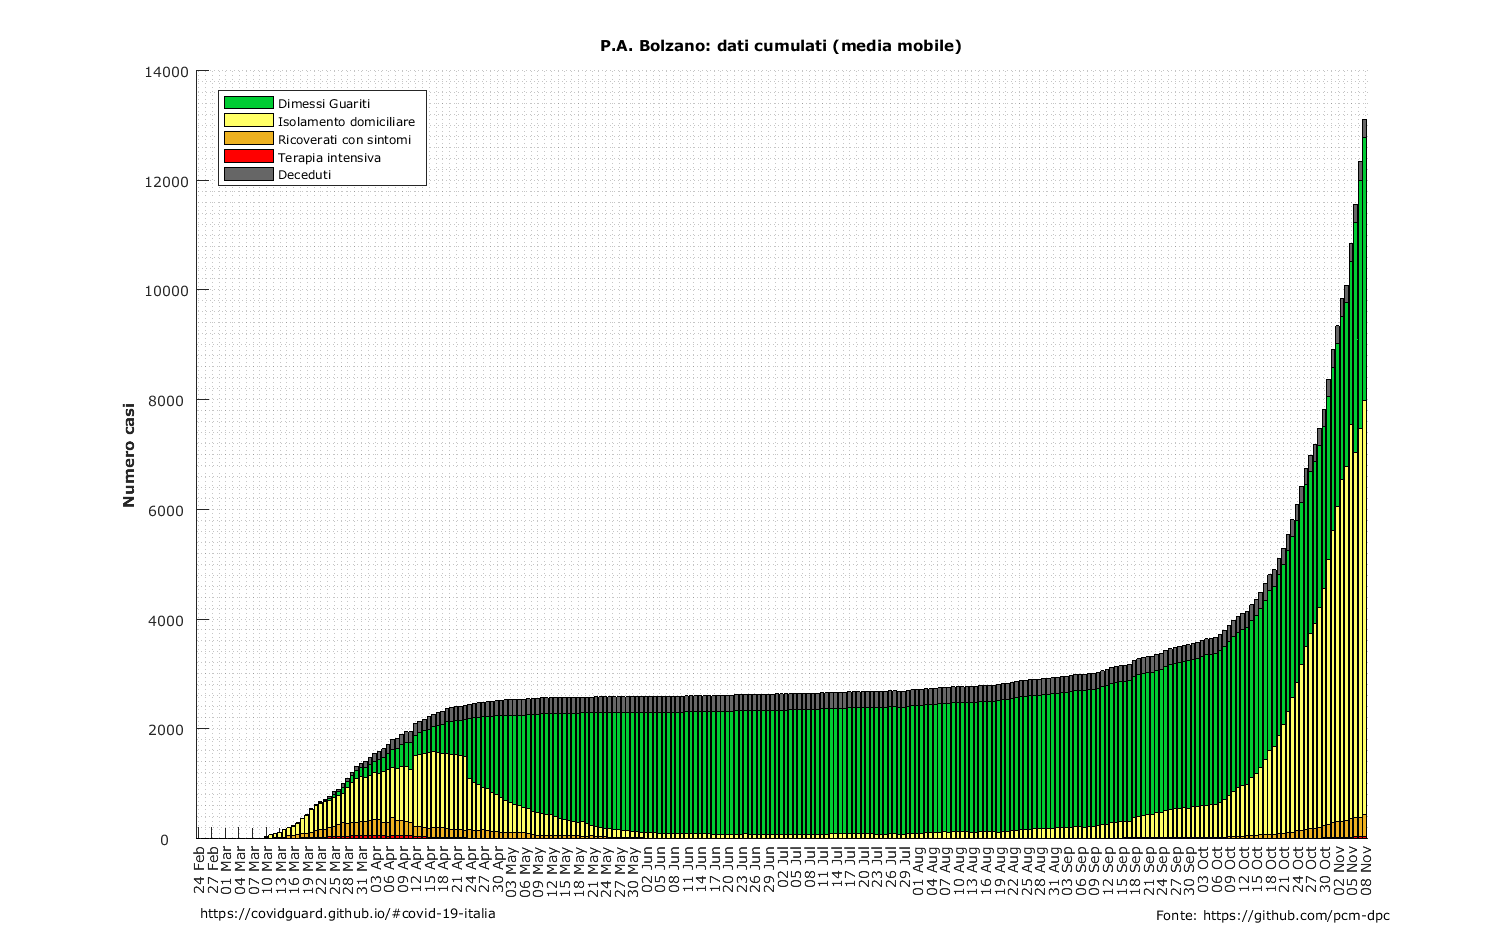 P.A. Bolzano: dati cumulati (media mobile)
14000
12000
10000
8000
6000
4000
2000
0
Numero casi
Dimessi Guariti
Isolamento domiciliare
Ricoverati con sintomi
Terapia intensiva
Deceduti
24 Feb
27 Feb
01 Mar
04 Mar
07 Mar
10 Mar
13 Mar
16 Mar
19 Mar
22 Mar
25 Mar
28 Mar
31 Mar
03 Apr
06 Apr
09 Apr
12 Apr
15 Apr
18 Apr
21 Apr
24 Apr
27 Apr
30 Apr
03 May
06 May
09 May
12 May
15 May
18 May
21 May
24 May
27 May
30 May
02 Jun
05 Jun
08 Jun
11 Jun
14 Jun
17 Jun
20 Jun
23 Jun
26 Jun
29 Jun
02 Jul
05 Jul
08 Jul
11 Jul
14 Jul
17 Jul
20 Jul
23 Jul
26 Jul
29 Jul
01 Aug
04 Aug
07 Aug
10 Aug
13 Aug
16 Aug
19 Aug
22 Aug
25 Aug
28 Aug
31 Aug
03 Sep
06 Sep
09 Sep
12 Sep
15 Sep
18 Sep
21 Sep
24 Sep
27 Sep
30 Sep
03 Oct
06 Oct
09 Oct
12 Oct
15 Oct
18 Oct
21 Oct
24 Oct
27 Oct
30 Oct
02 Nov
05 Nov
08 Nov
https://covidguard.github.io/#covid-19-italia
Fonte: https://github.com/pcm-dpc